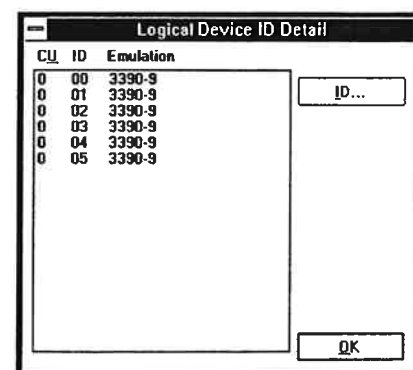 Logical Device ID Detail
CU ID Emulation
0 00 3390-9
0 01 3390-9
0 02 3390-9
0 03 3390-9
0 04 3390-9
0 05 3390-9
ID...
OK